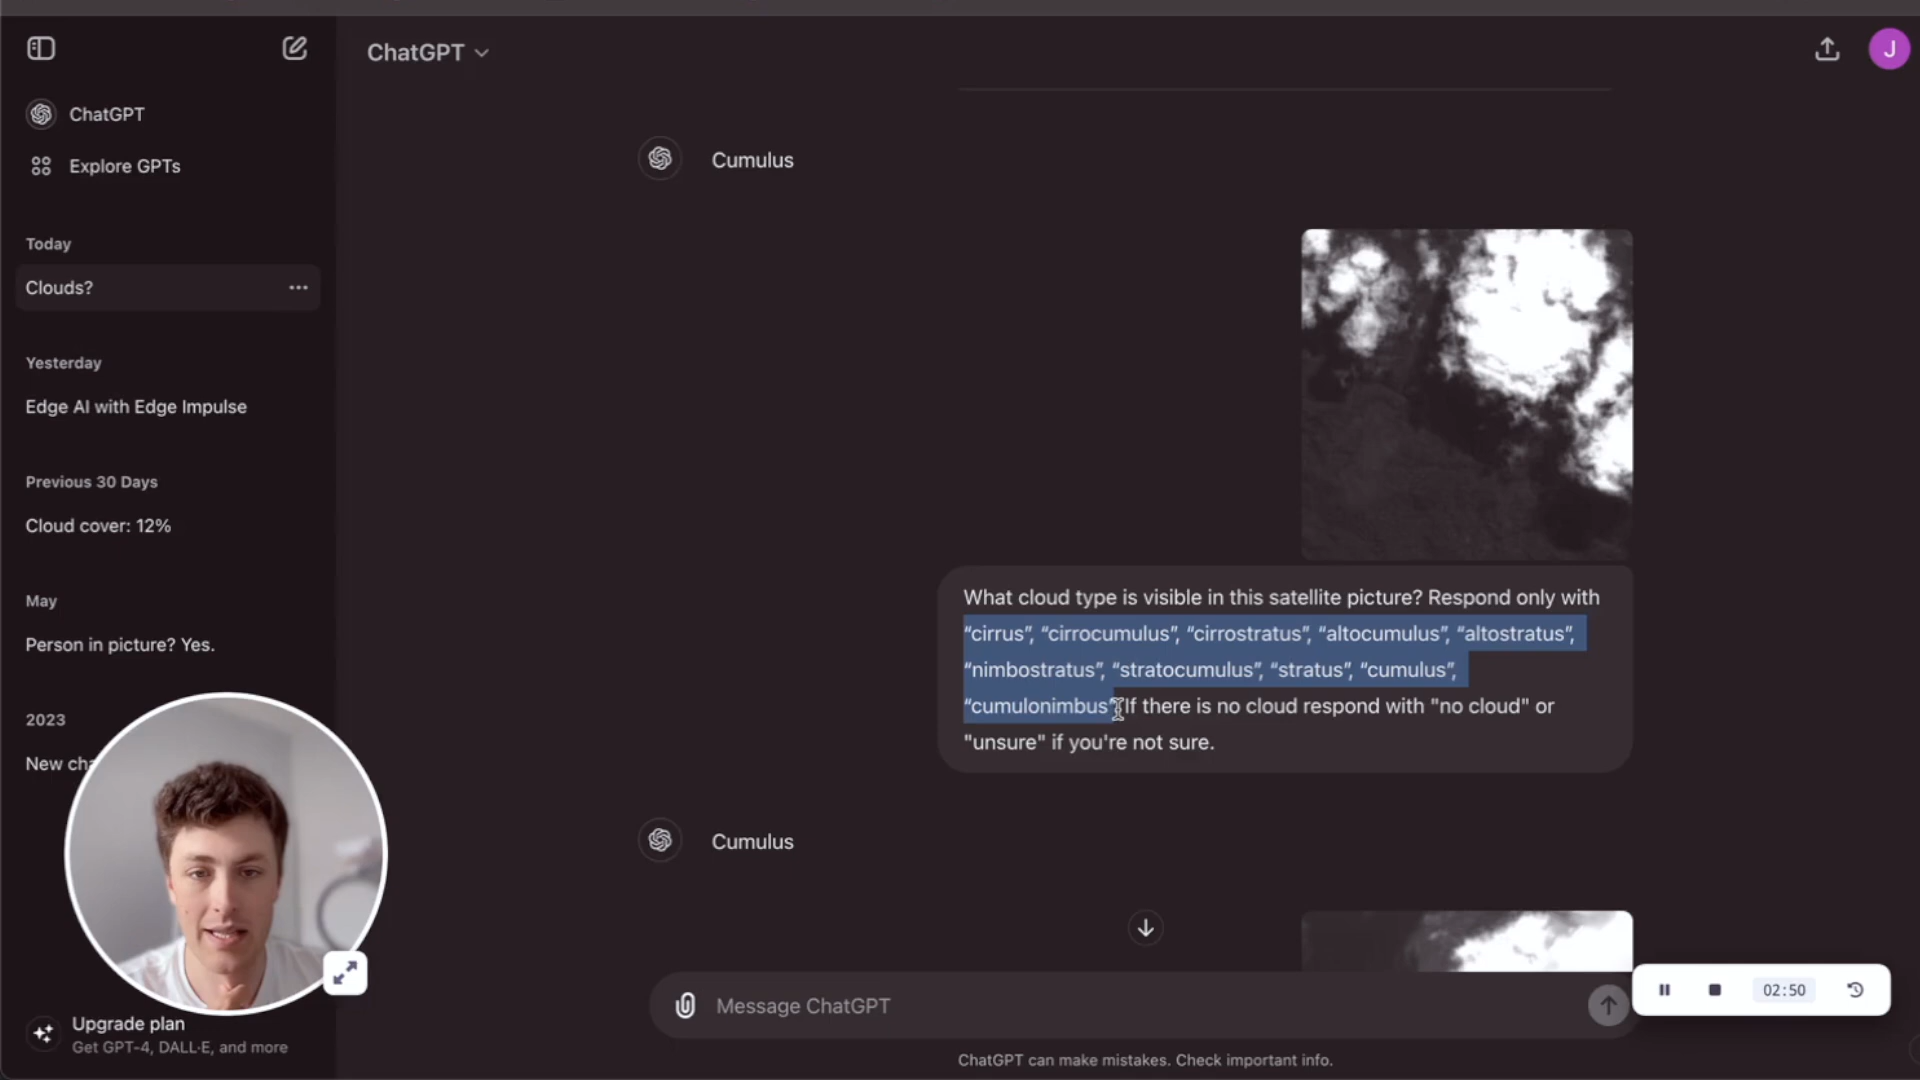 ChatGPT
J
ChatGPT
Explore GPTs
Today
Clouds?
Yesterday
Edge AI with Edge Impulse
Previous 30 Days
Cloud cover: 12%
May
Person in picture? Yes.
2023
New cha
Upgrade plan
Get GPT-4, DALL·E, and more
Cumulus
What cloud type is visible in this satellite picture? Respond only with
“cirrus”, “cirrocumulus”, “cirrostratus”, “altocumulus”, “altostratus”,
“nimbostratus”, “stratocumulus”, “stratus”, “cumulus”,
“cumulonimbus”. If there is no cloud respond with "no cloud" or
"unsure" if you're not sure.
Cumulus
Message ChatGPT
02:50
ChatGPT can make mistakes. Check important info.